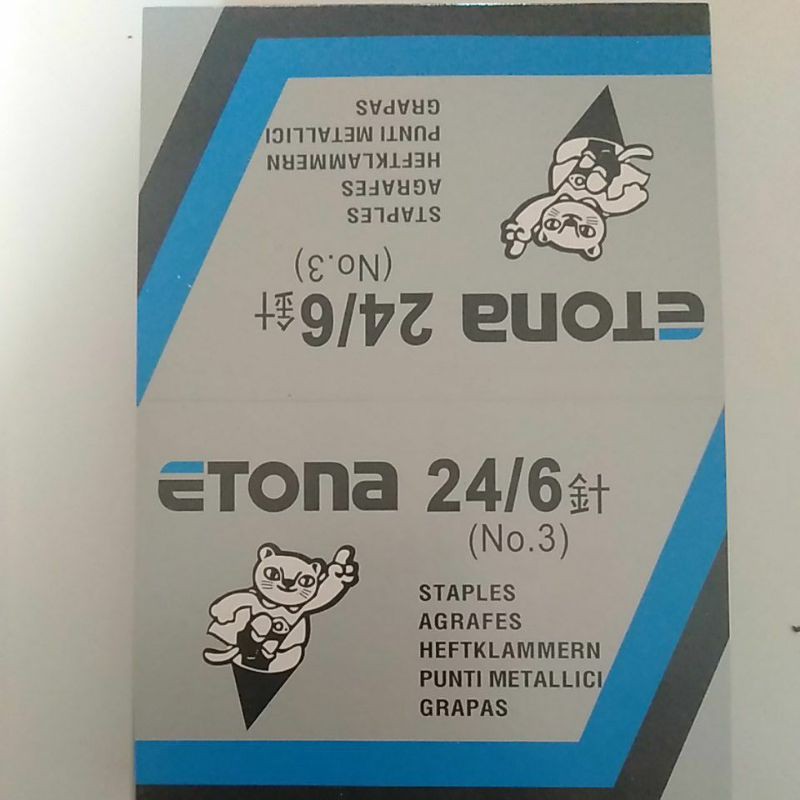 STAPLES
AGRAFES
HEFTKLAMMERN
PUNTI METALLICI
GRAPAS
(No.3)
ETONA 24/6針
ETONA 24/6針
(No.3)
STAPLES
AGRAFES
HEFTKLAMMERN
PUNTI METALLICI
GRAPAS